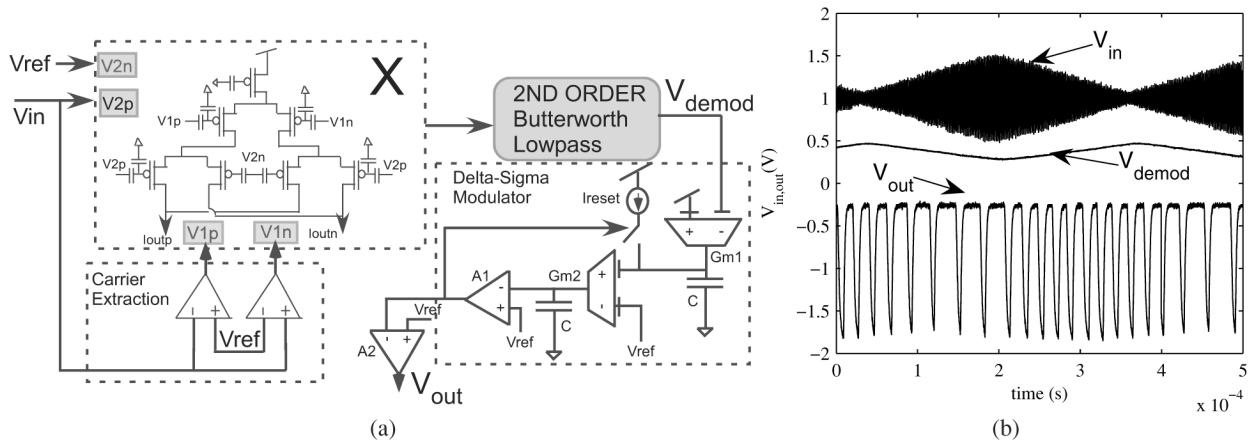 Vref
V2n
Vin
V2p
X
V1p
V1n
V2p
V2n
V2p
Ioutp
Ioutn
V1p
V1n
Carrier
Extraction
- +
- +
Vref
2ND ORDER
Butterworth
Lowpass
Vdemod
Delta-Sigma
Modulator
Ireset
+ -
Gm1
C
Gm2
+
-
Vref
C
A1
-
+
Vref
Vref
- +
A2
Vout
(a)
Vin,out(V)
2
1.5
1
0.5
0
−0.5
−1
−1.5
−2
Vin
Vdemod
Vout
0 1 2 3 4 5
time (s)
x 10⁻⁴
(b)